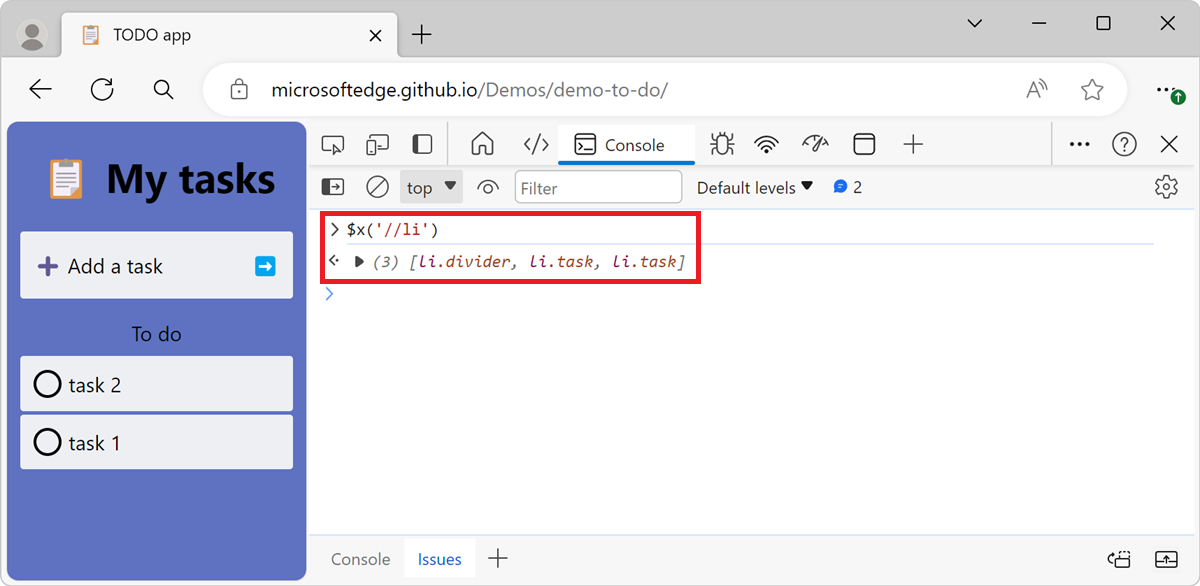 TODO app
microsoftedge.github.io/Demos/demo-to-do/
My tasks
Add a task
To do
task 2
task 1
Console
top
Filter
Default levels
2
$x('//li')
(3) [li.divider, li.task, li.task]
Console
Issues